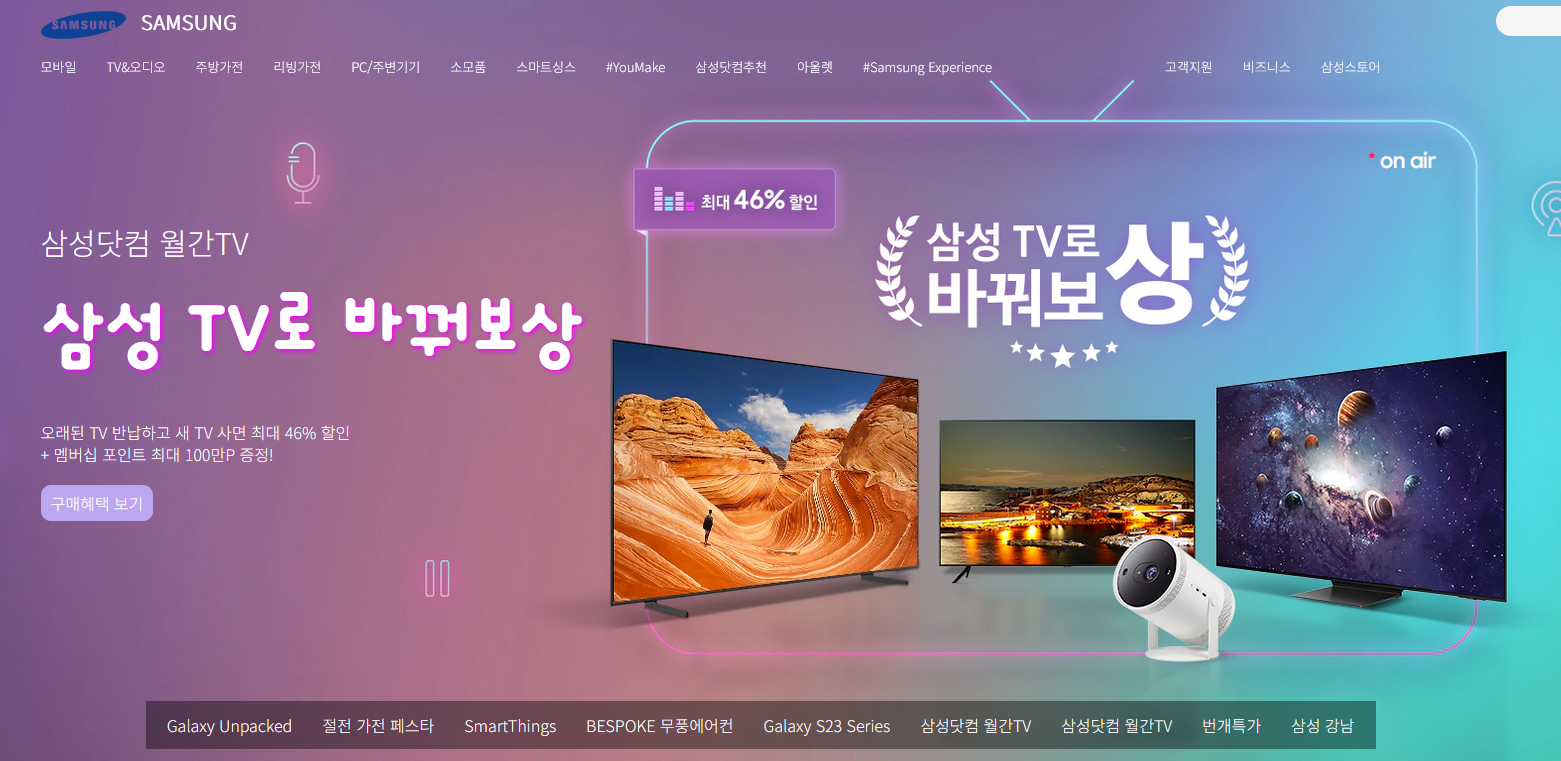 SAMSUNG SAMSUNG
모바일 TV&오디오 주방가전 리빙가전 PC/주변기기 소모품 스마트싱스 #YouMake 삼성닷컴추천 아울렛 #Samsung Experience 고객지원 비즈니스 삼성스토어
on air
최대 46% 할인
삼성 TV로
바꿔보상
삼성닷컴 월간TV
삼성 TV로 바꿔보상
오래된 TV 반납하고 새 TV 사면 최대 46% 할인
+ 멤버십 포인트 최대 100만P 증정!
구매혜택 보기
Galaxy Unpacked 절전 가전 페스타 SmartThings BESPOKE 무풍에어컨 Galaxy S23 Series 삼성닷컴 월간TV 삼성닷컴 월간TV 번개특가 삼성 강남